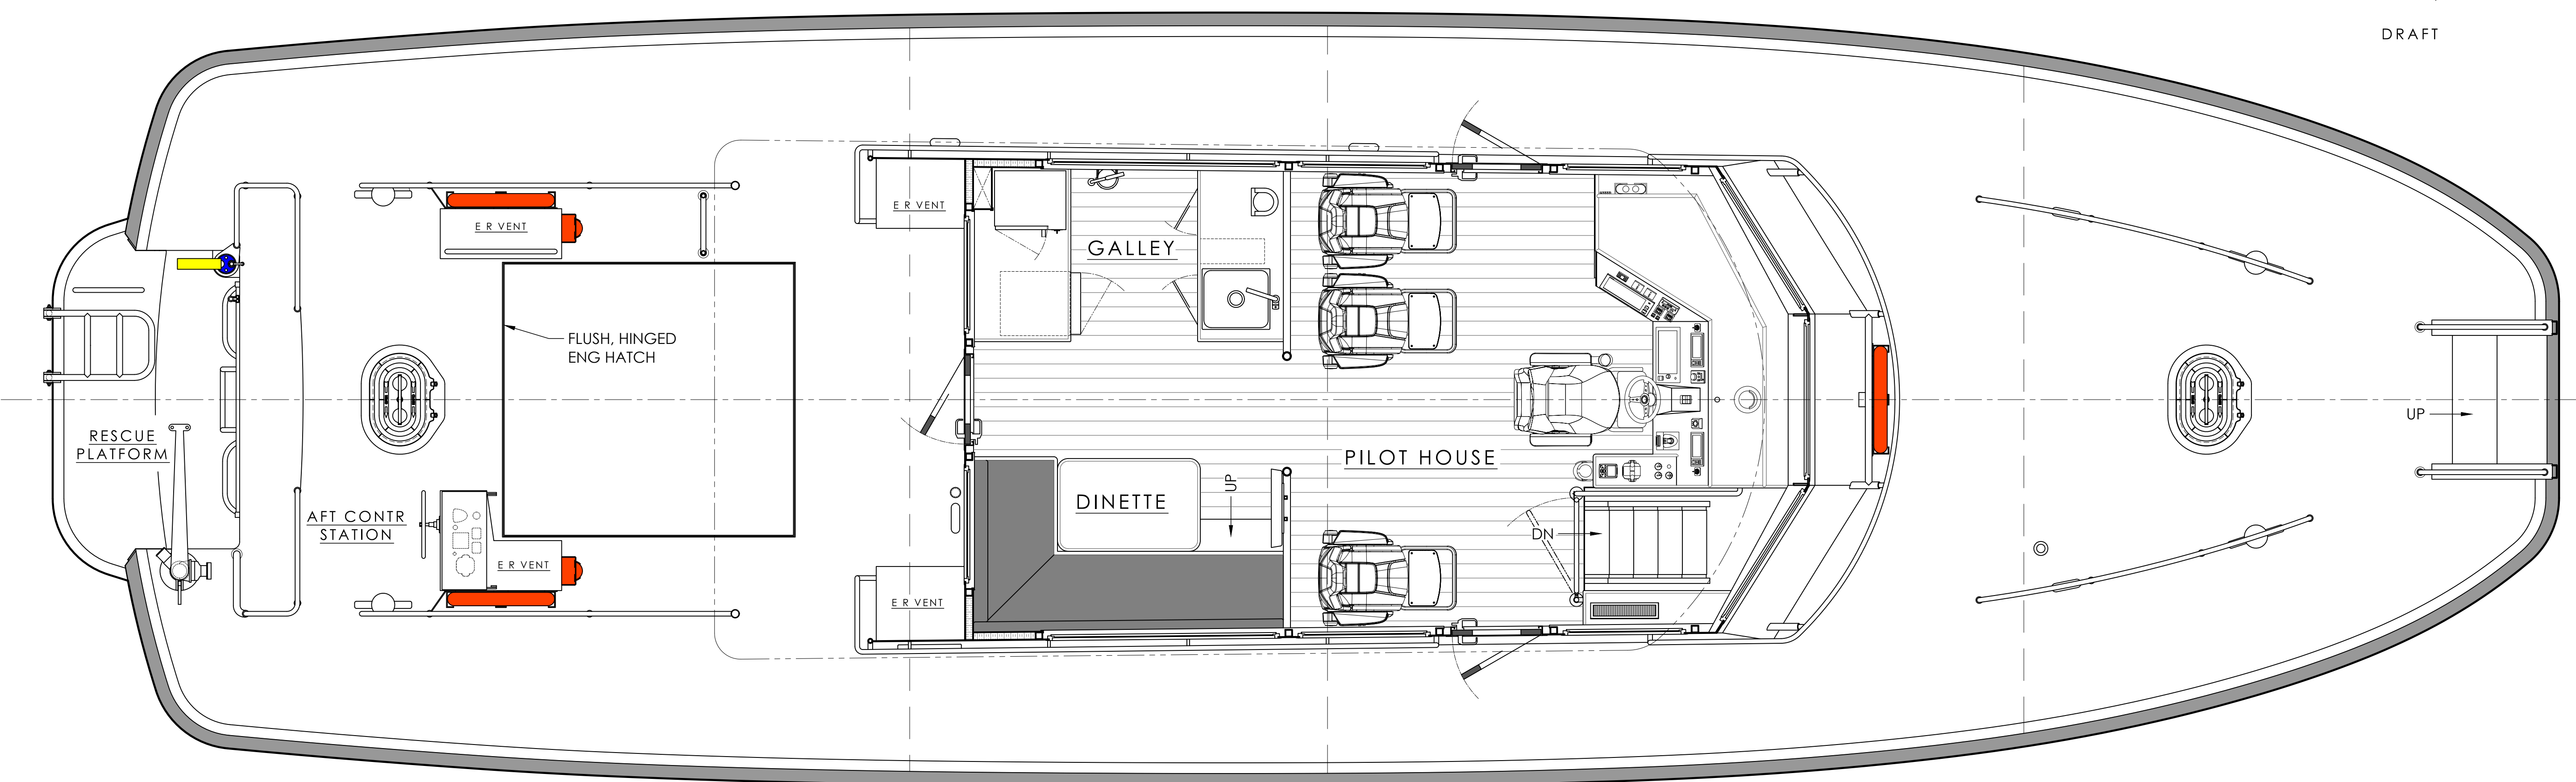 DRAFT
E R VENT
E R VENT
GALLEY
FLUSH, HINGED
ENG HATCH
UP
RESCUE
PLATFORM
PILOT HOUSE
DINETTE
UP
AFT CONTR
STATION
DN
E R VENT
E R VENT